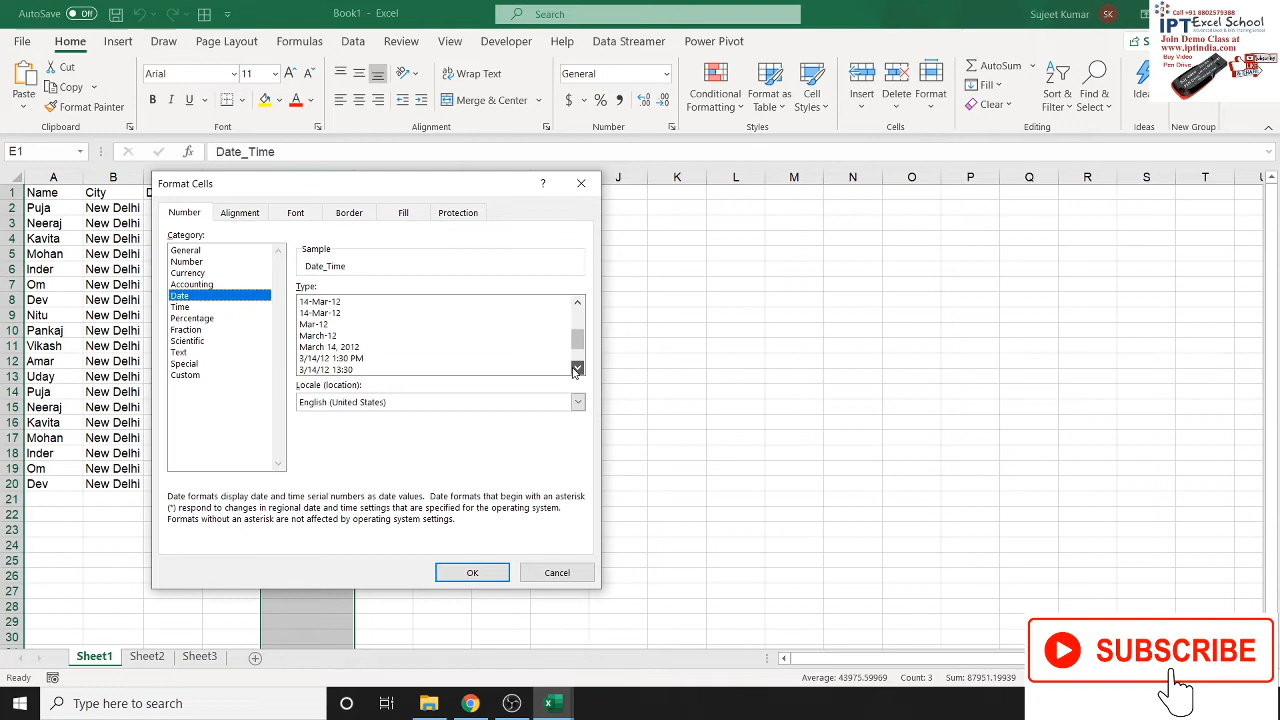 AutoSave Off Book1 - Excel Search Sujeet Kumar SK
Call +91 8802579388
IPT Excel School
Join Demo Class at
www.iptindia.com
Buy Video
Pen Drive
File Home Insert Draw Page Layout Formulas Data Review View Developer Data Streamer Power Pivot
Paste Cut Copy Format Painter
Arial 11 Wrap Text General
B I U Merge & Center $ % ,
Conditional Formatting Format as Table Cell Styles Insert Delete Format
AutoSum Fill Clear Sort & Filter Find & Select Ideas
Clipboard Font Alignment Number Styles Cells Editing Ideas New Group
E1 fx Date_Time
A B J K L M N O P Q R S T U
1 Name City D
2 Puja New Delhi
3 Neeraj New Delhi
4 Kavita New Delhi
5 Mohan New Delhi
6 Inder New Delhi
7 Om New Delhi
8 Dev New Delhi
9 Nitu New Delhi
10 Pankaj New Delhi
11 Vikash New Delhi
12 Amar New Delhi
13 Uday New Delhi
14 Puja New Delhi
15 Neeraj New Delhi
16 Kavita New Delhi
17 Mohan New Delhi
18 Inder New Delhi
19 Om New Delhi
20 Dev New Delhi
21
22
23
24
25
26
27
28
29
30
Format Cells ?
Number Alignment Font Border Fill Protection
Category:
General
Number
Currency
Accounting
Date
Time
Percentage
Fraction
Scientific
Text
Special
Custom
Sample
Date_Time
Type:
14-Mar-12
14-Mar-12
Mar-12
March-12
March 14, 2012
3/14/12 1:30 PM
3/14/12 13:30
Locale (location):
English (United States)
Date formats display date and time serial numbers as date values. Date formats that begin with an asterisk
(*) respond to changes in regional date and time settings that are specified for the operating system.
Formats without an asterisk are not affected by operating system settings.
OK Cancel
SUBSCRIBE
Sheet1 Sheet2 Sheet3
Ready Average: 43975.59969 Count: 3 Sum: 87951.19939
Type here to search